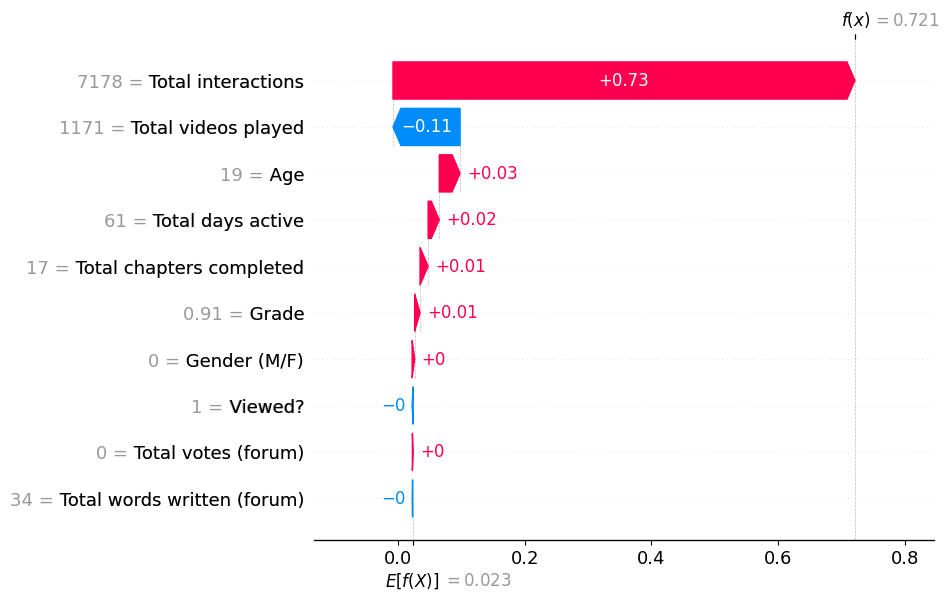 f(x) = 0.721
7178 = Total interactions +0.73
1171 = Total videos played −0.11
19 = Age +0.03
61 = Total days active +0.02
17 = Total chapters completed +0.01
0.91 = Grade +0.01
0 = Gender (M/F) +0
1 = Viewed? −0
0 = Total votes (forum) +0
34 = Total words written (forum) −0
0.0 0.2 0.4 0.6 0.8
E[f(X)] = 0.023